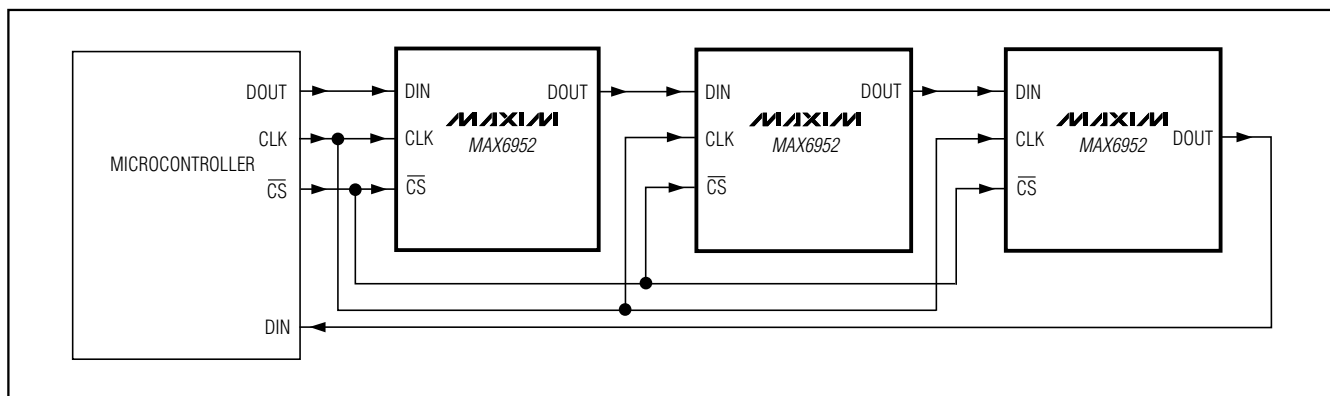 MICROCONTROLLER
DOUT
CLK
CS
DIN
DIN
CLK
CS
DOUT
MAXIM
MAX6952
DIN
CLK
CS
DOUT
MAXIM
MAX6952
DIN
CLK
CS
DOUT
MAXIM
MAX6952